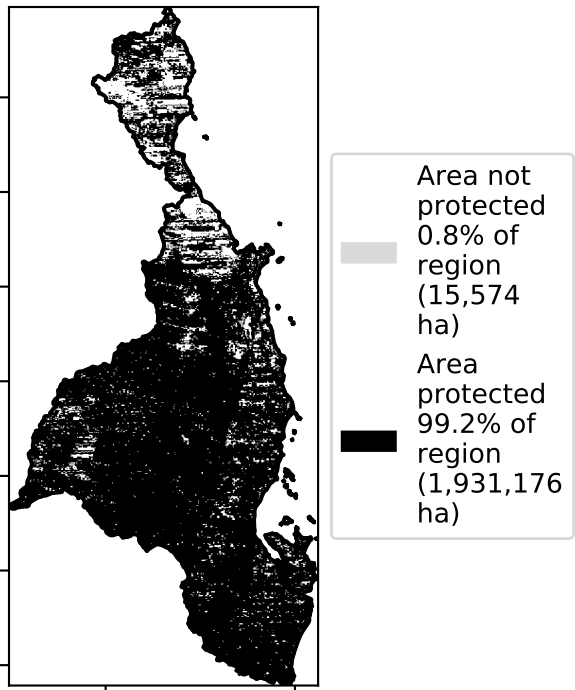 Area not
protected
0.8% of
region
(15,574
ha)
Area
protected
99.2% of
region
(1,931,176
ha)